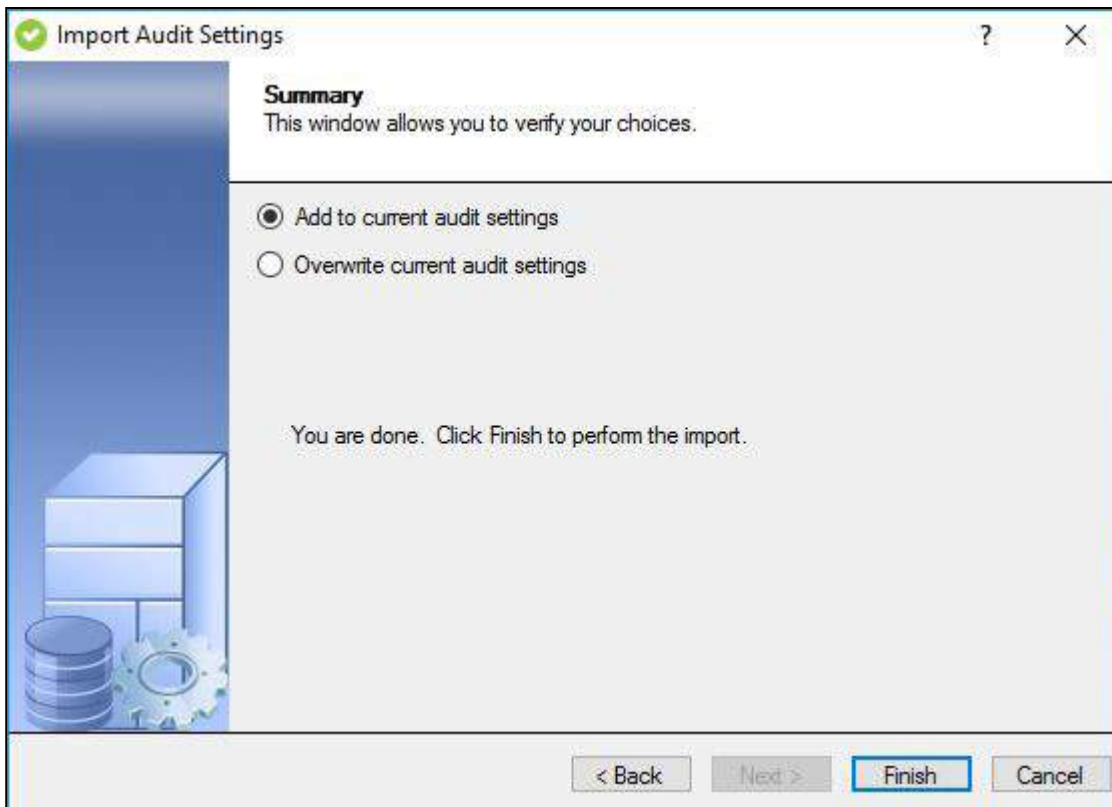 Import Audit Settings ? X
Summary
This window allows you to verify your choices.
Add to current audit settings
Overwrite current audit settings
You are done. Click Finish to perform the import.
< Back Next > Finish Cancel